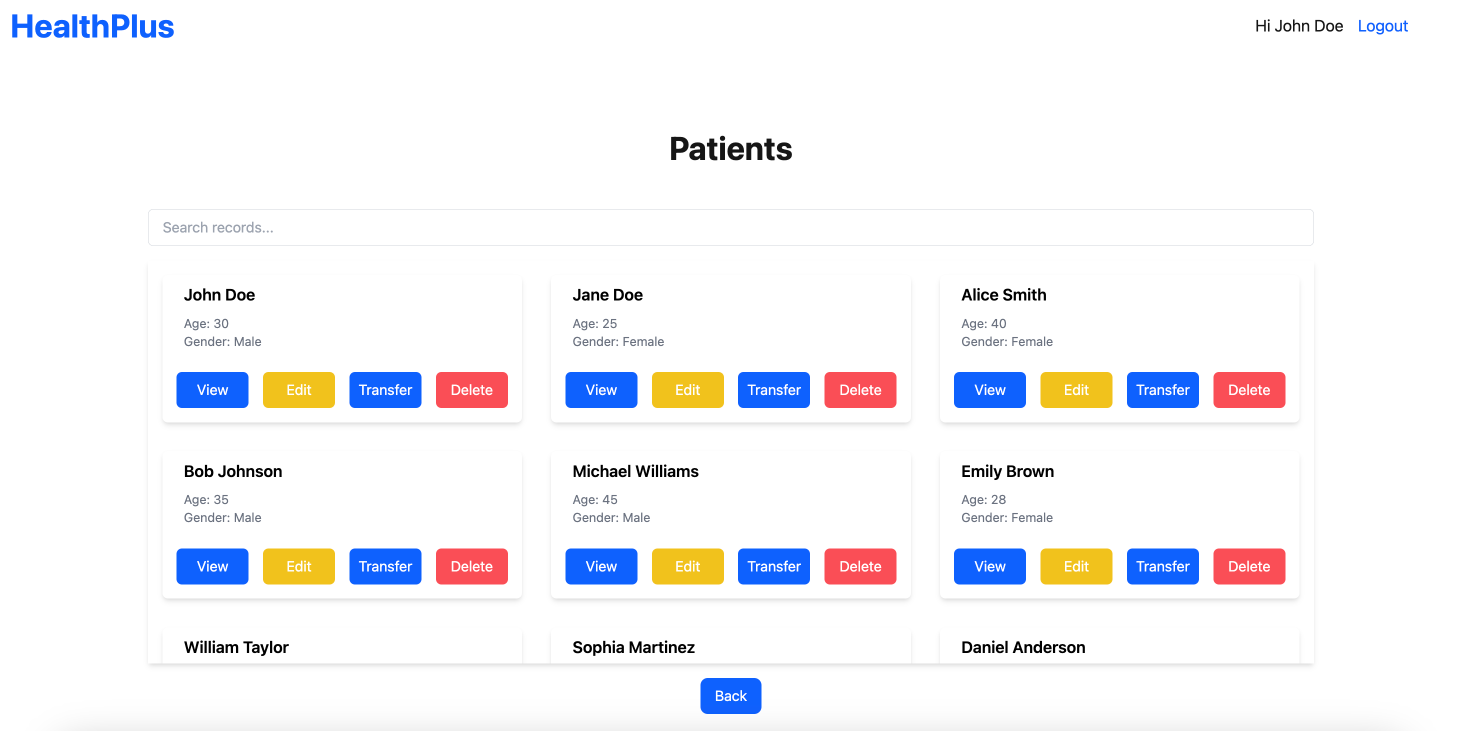 HealthPlus
Hi John Doe Logout
Patients
Search records...
John Doe
Age: 30
Gender: Male
View Edit Transfer Delete
Jane Doe
Age: 25
Gender: Female
View Edit Transfer Delete
Alice Smith
Age: 40
Gender: Female
View Edit Transfer Delete
Bob Johnson
Age: 35
Gender: Male
View Edit Transfer Delete
Michael Williams
Age: 45
Gender: Male
View Edit Transfer Delete
Emily Brown
Age: 28
Gender: Female
View Edit Transfer Delete
William Taylor
Sophia Martinez
Daniel Anderson
Back